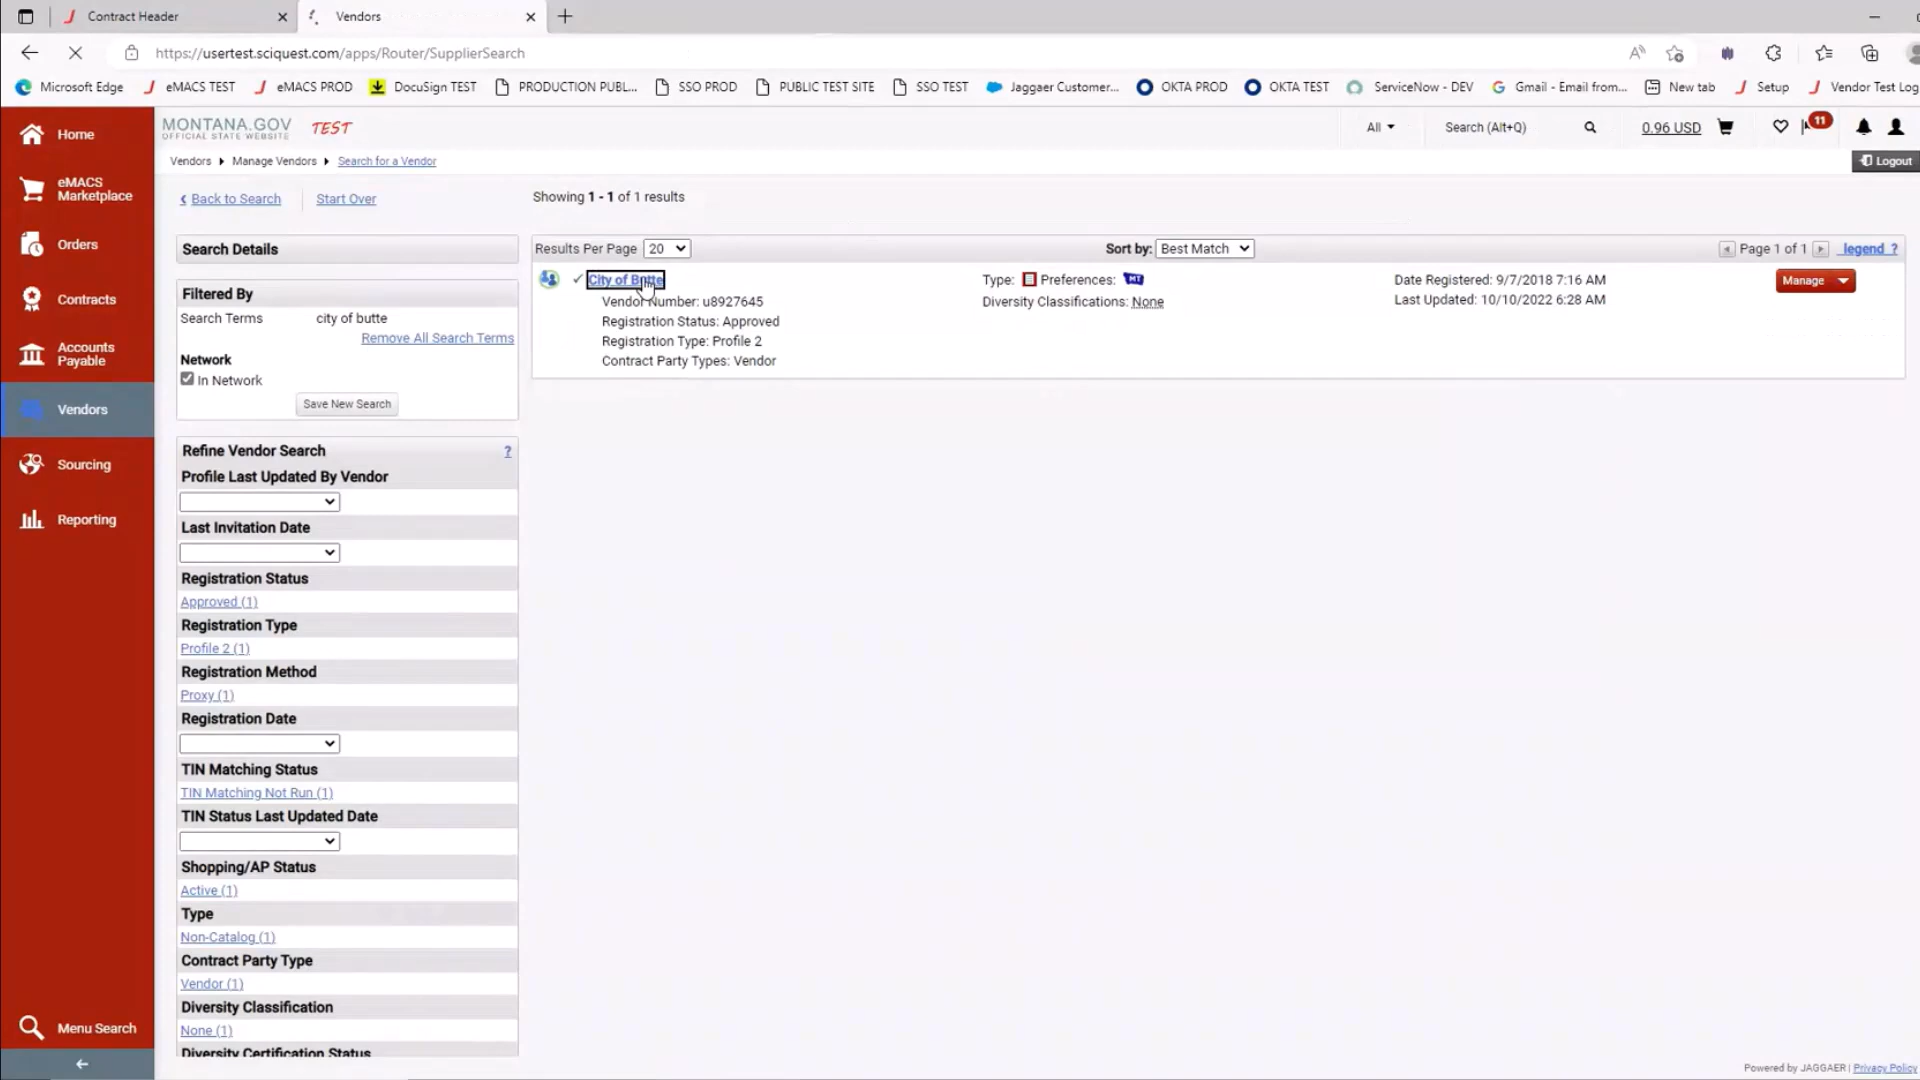 Contract Header
Vendors
https://usertest.sciquest.com/apps/Router/SupplierSearch
Microsoft Edge
eMACS TEST
eMACS PROD
DocuSign TEST
PRODUCTION PUBL...
SSO PROD
PUBLIC TEST SITE
SSO TEST
Jaggaer Customer...
OKTA PROD
OKTA TEST
ServiceNow - DEV
Gmail - Email from...
New tab
Setup
Vendor Test Log
Home
eMACS
Marketplace
Orders
Contracts
Accounts
Payable
Vendors
Sourcing
Reporting
Menu Search
MONTANA.GOV
OFFICIAL STATE WEBSITE
TEST
All
Search (Alt+Q)
0.96 USD
11
Vendors
Manage Vendors
Search for a Vendor
Logout
Back to Search
Start Over
Showing 1 - 1 of 1 results
Search Details
Filtered By
Search Terms city of butte
Remove All Search Terms
Network
In Network
Save New Search
Refine Vendor Search ?
Profile Last Updated By Vendor
Last Invitation Date
Registration Status
Approved (1)
Registration Type
Profile 2 (1)
Registration Method
Proxy (1)
Registration Date
TIN Matching Status
TIN Matching Not Run (1)
TIN Status Last Updated Date
Shopping/AP Status
Active (1)
Type
Non-Catalog (1)
Contract Party Type
Vendor (1)
Diversity Classification
None (1)
Diversity Certification Status
Results Per Page 20
Sort by: Best Match
Page 1 of 1
legend ?
City of Butte
Vendor Number: u8927645
Registration Status: Approved
Registration Type: Profile 2
Contract Party Types: Vendor
Type: Preferences: MT
Diversity Classifications: None
Date Registered: 9/7/2018 7:16 AM
Last Updated: 10/10/2022 6:28 AM
Manage
Powered by JAGGAER | Privacy Policy